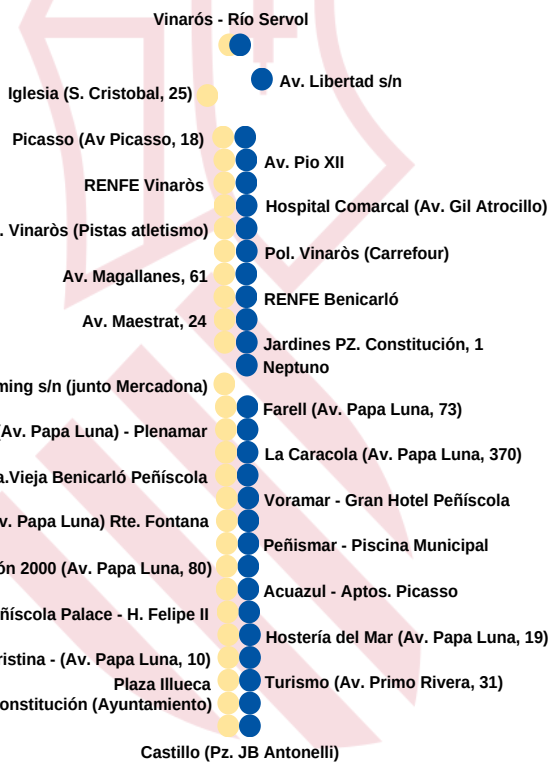 Vinarós - Río Servol
Av. Libertad s/n
Iglesia (S. Cristobal, 25)
Picasso (Av Picasso, 18)
Av. Pio XII
RENFE Vinaròs
Hospital Comarcal (Av. Gil Atrocillo)
. Vinaròs (Pistas atletismo)
Pol. Vinaròs (Carrefour)
Av. Magallanes, 61
RENFE Benicarló
Av. Maestrat, 24
Jardines PZ. Constitución, 1
Neptuno
s/n (junto Mercadona)
Farell (Av. Papa Luna, 73)
(Av. Papa Luna) - Plenamar
La Caracola (Av. Papa Luna, 370)
Vieja Benicarló Peñíscola
Voramar - Gran Hotel Peñíscola
Papa Luna) Rte. Fontana
Peñismar - Piscina Municipal
2000 (Av. Papa Luna, 80)
Acuazul - Aptos. Picasso
Palace - H. Felipe II
Hostería del Mar (Av. Papa Luna, 19)
- (Av. Papa Luna, 10)
Plaza Illueca
Turismo (Av. Primo Rivera, 31)
(Ayuntamiento)
Castillo (Pz. JB Antonelli)